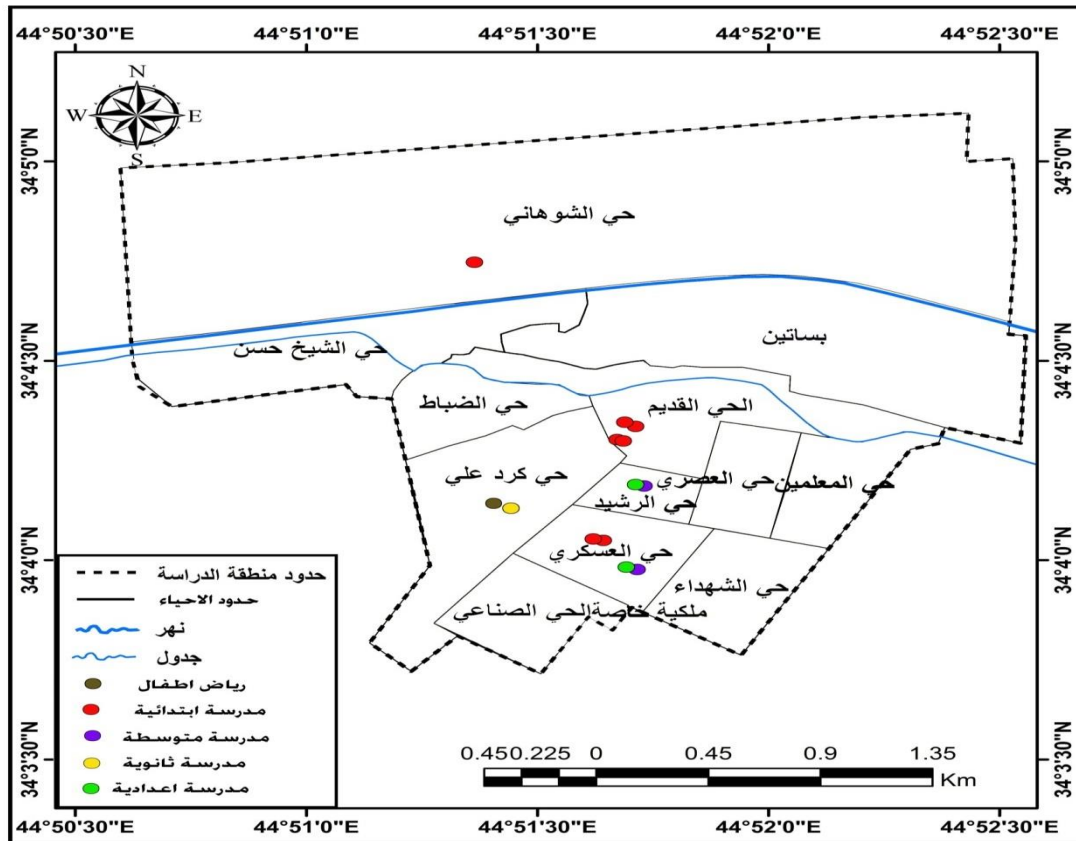 44°50'30"E 44°51'0"E 44°51'30"E 44°52'0"E 44°52'30"E
N
W E
S
34°5'0"N 34°5'0"N
حي الشوهاني
34°4'30"N 34°4'30"N
بساتين
حي الشيخ حسن
حي الضباط
الحي القديم
حي كرد علي
حي العصري
حي المعلمين
حي الرشيد
34°4'0"N 34°4'0"N
حي العسكري
حي الشهداء
ملكية خاصة
الحي الصناعي
حدود منطقة الدراسة
حدود الاحياء
نهر
جدول
رياض اطفال
مدرسة ابتدائية
مدرسة متوسطة
مدرسة ثانوية
مدرسة اعدادية
34°3'30"N 34°3'30"N
0.45 0.225 0 0.45 0.9 1.35
Km
44°50'30"E 44°51'0"E 44°51'30"E 44°52'0"E 44°52'30"E